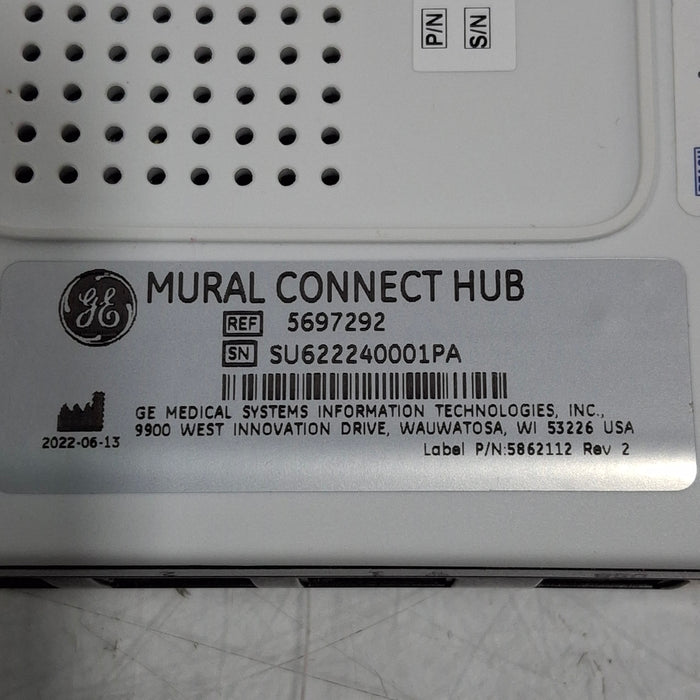 P/N
S/N
GE
MURAL CONNECT HUB
REF 5697292
SN SU622240001PA
GE MEDICAL SYSTEMS INFORMATION TECHNOLOGIES, INC.,
9900 WEST INNOVATION DRIVE, WAUWATOSA, WI 53226 USA
2022-06-13
Label P/N:5862112 Rev 2